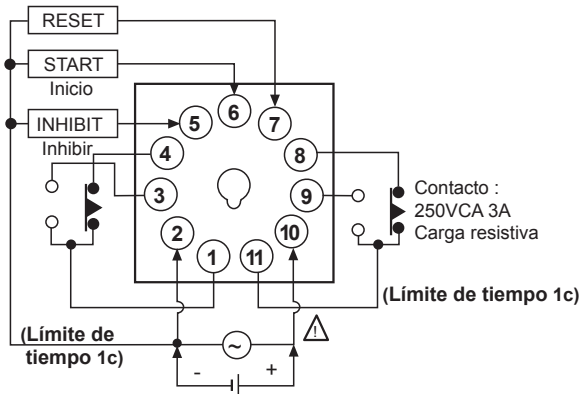 RESET
START
Inicio
INHIBIT
Inhibir
6
5
7
4
8
3
9
2
10
1
11
Contacto :
250VCA 3A
Carga resistiva
(Límite de tiempo 1c)
(Límite de
tiempo 1c)
~
!
- +